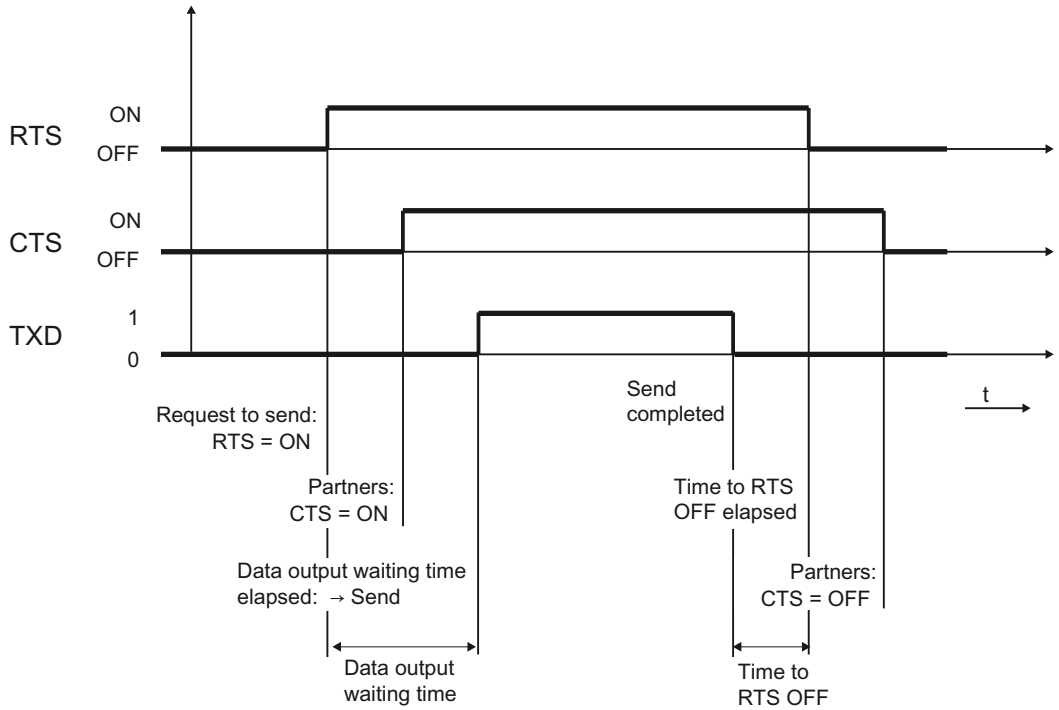 ON
RTS
OFF
ON
CTS
OFF
1
TXD
0
Send
completed
t
Request to send:
RTS = ON
Partners:
CTS = ON
Time to RTS
OFF elapsed
Data output waiting time
elapsed: → Send
Partners:
CTS = OFF
Data output
waiting time
Time to
RTS OFF